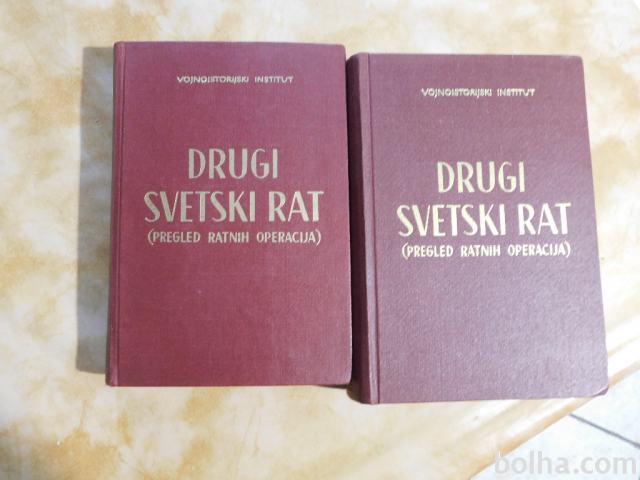 VOJNOISTORIJSKI INSTITUT
DRUGI
SVETSKI RAT
(PREGLED RATNIH OPERACIJA)
VOJNOISTORIJSKI INSTITUT
DRUGI
SVETSKI RAT
(PREGLED RATNIH OPERACIJA)
bolha.com